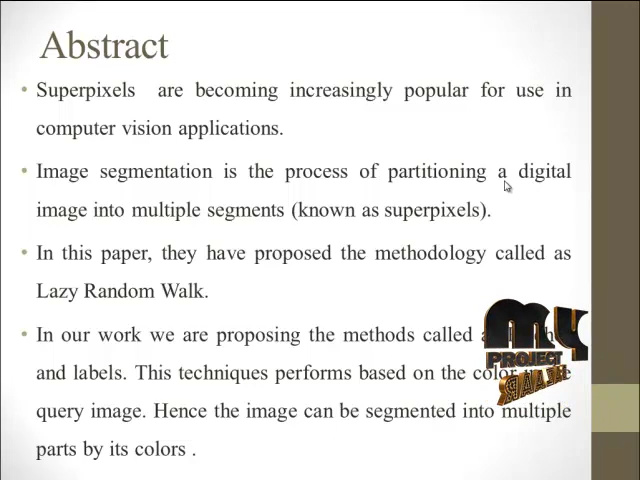 Abstract
Superpixels are becoming increasingly popular for use in
computer vision applications.
Image segmentation is the process of partitioning a digital
image into multiple segments (known as superpixels).
In this paper, they have proposed the methodology called as
Lazy Random Walk.
In our work we are proposing the methods called
and labels. This techniques performs based on the color
query image. Hence the image can be segmented into multiple
parts by its colors .
MY
PROJECT